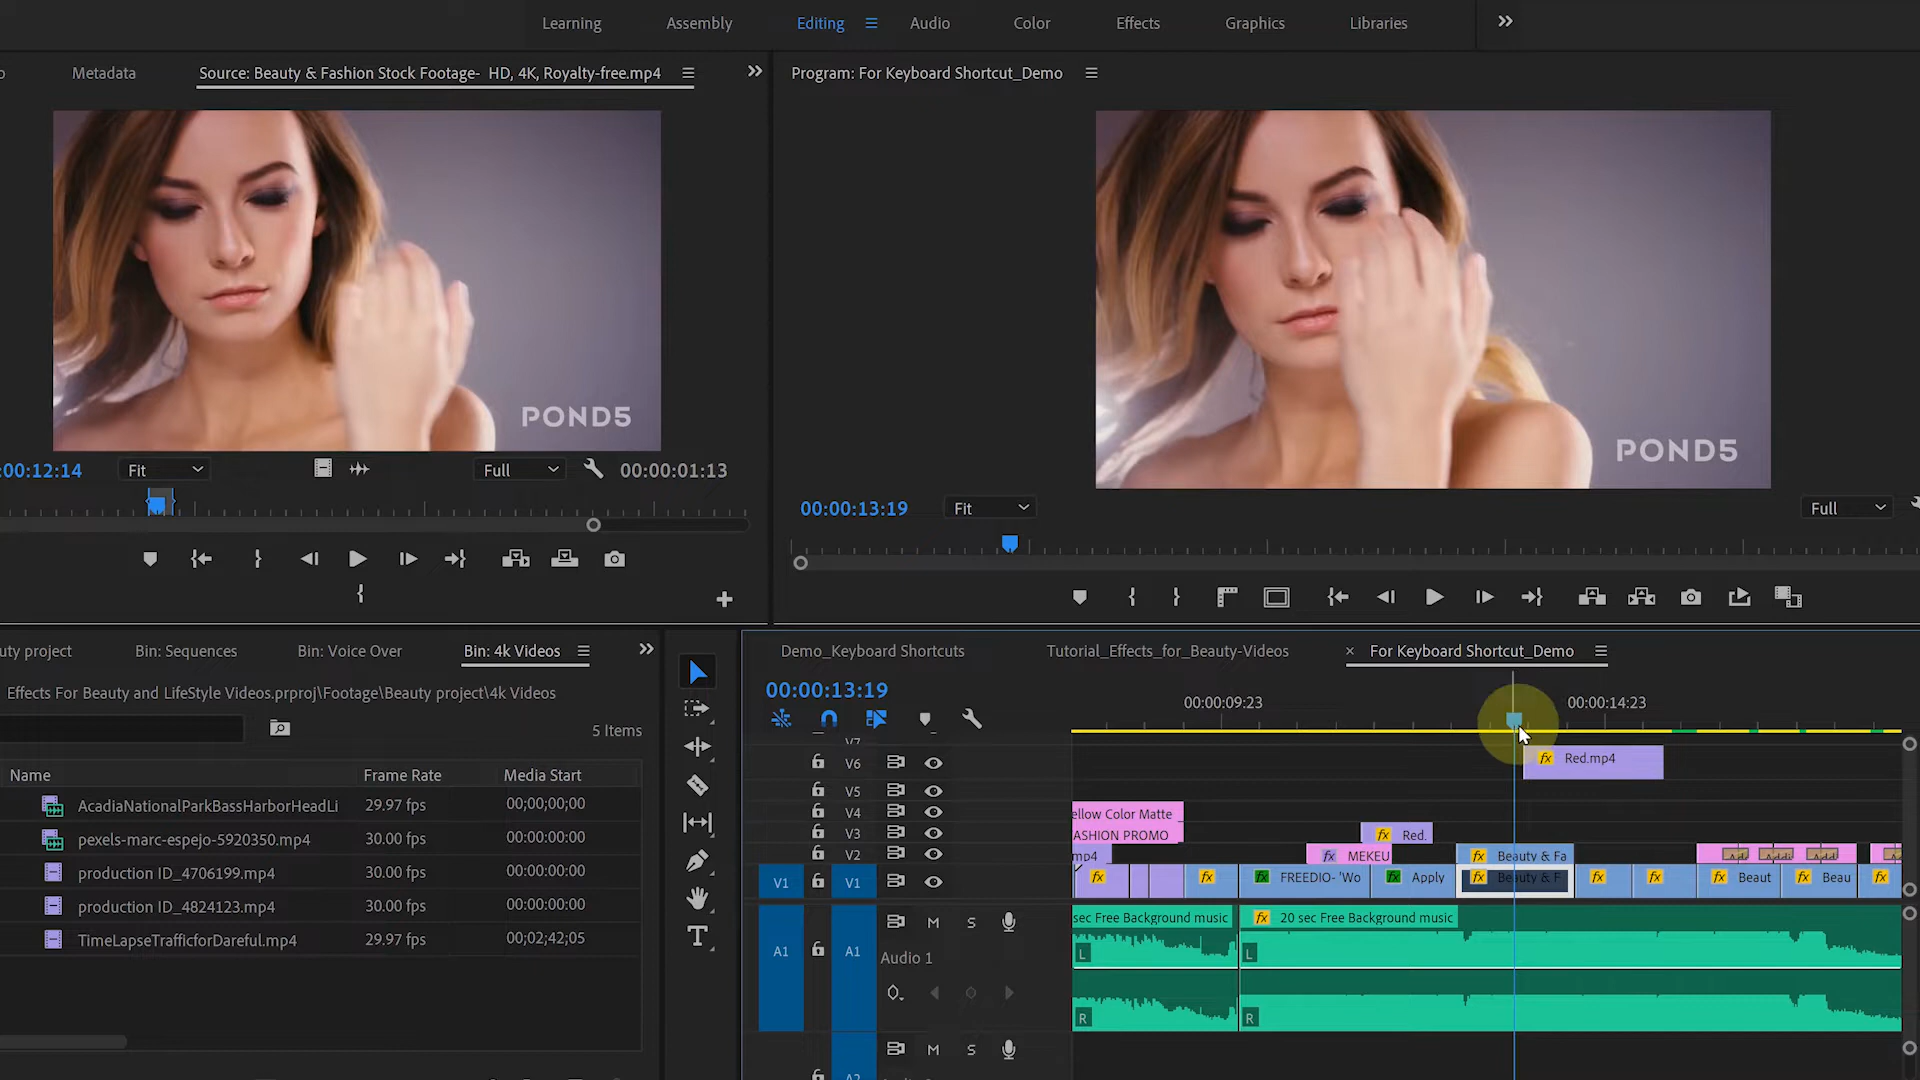 Learning Assembly Editing Audio Color Effects Graphics Libraries
Metadata Source: Beauty & Fashion Stock Footage- HD, 4K, Royalty-free.mp4 Program: For Keyboard Shortcut_Demo
POND5
POND5
:00:12:14 Fit Full 00:00:01:13
00:00:13:19 Fit Full
uty project Bin: Sequences Bin: Voice Over Bin: 4k Videos
Effects For Beauty and LifeStyle Videos.prproj\Footage\Beauty project\4k Videos
5 Items
Name Frame Rate Media Start
AcadiaNationalParkBassHarborHeadLi 29.97 fps 00;00;00;00
pexels-marc-espejo-5920350.mp4 30.00 fps 00:00:00:00
production ID_4706199.mp4 30.00 fps 00:00:00:00
production ID_4824123.mp4 30.00 fps 00:00:00:00
TimeLapseTrafficforDareful.mp4 29.97 fps 00;02;42;05
Demo_Keyboard Shortcuts Tutorial_Effects_for_Beauty-Videos × For Keyboard Shortcut_Demo
00:00:13:19
00:00:09:23 00:00:14:23
V7
V6 fx Red.mp4
V5
V4 ellow Color Matte
V3 ASHION PROMO fx Red.
V2 mp4 fx MEKEU fx Beauty & Fa
V1 V1 fx fx fx FREEDIO- 'Wo fx Apply fx Beauty & F fx fx fx Beaut fx Beau fx
M S sec Free Background music fx 20 sec Free Background music
A1 A1 Audio 1 L L
R R
M S
A2